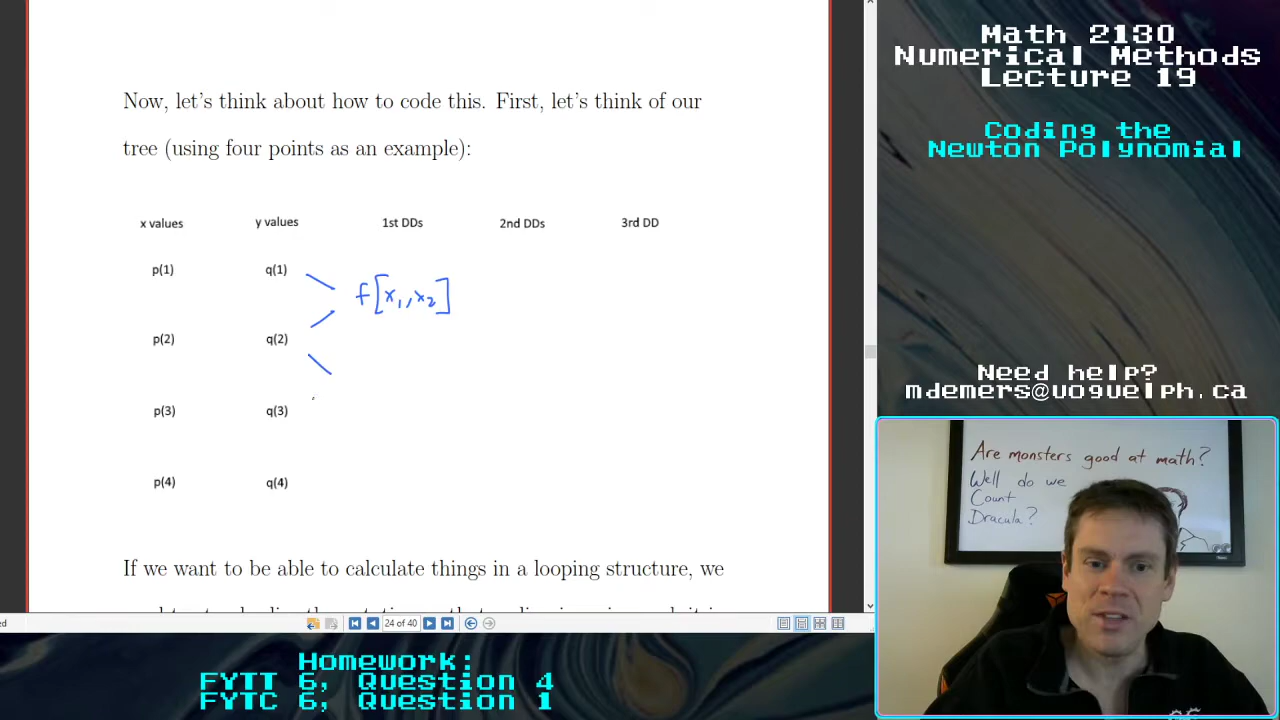 Math 2130
Numerical Methods
Lecture 19
Coding the
Newton Polynomial
Now, let's think about how to code this. First, let's think of our
tree (using four points as an example):
x values y values 1st DDs 2nd DDs 3rd DD
p(1) q(1)
f[x₁,x₂]
p(2) q(2)
p(3) q(3)
p(4) q(4)
If we want to be able to calculate things in a looping structure, we
24 of 40
Need help?
mdemers@uoguelph.ca
Are monsters good at math?
Well do we
Count
Dracula?
Homework:
FYTT 6, Question 4
FYTC 6, Question 1